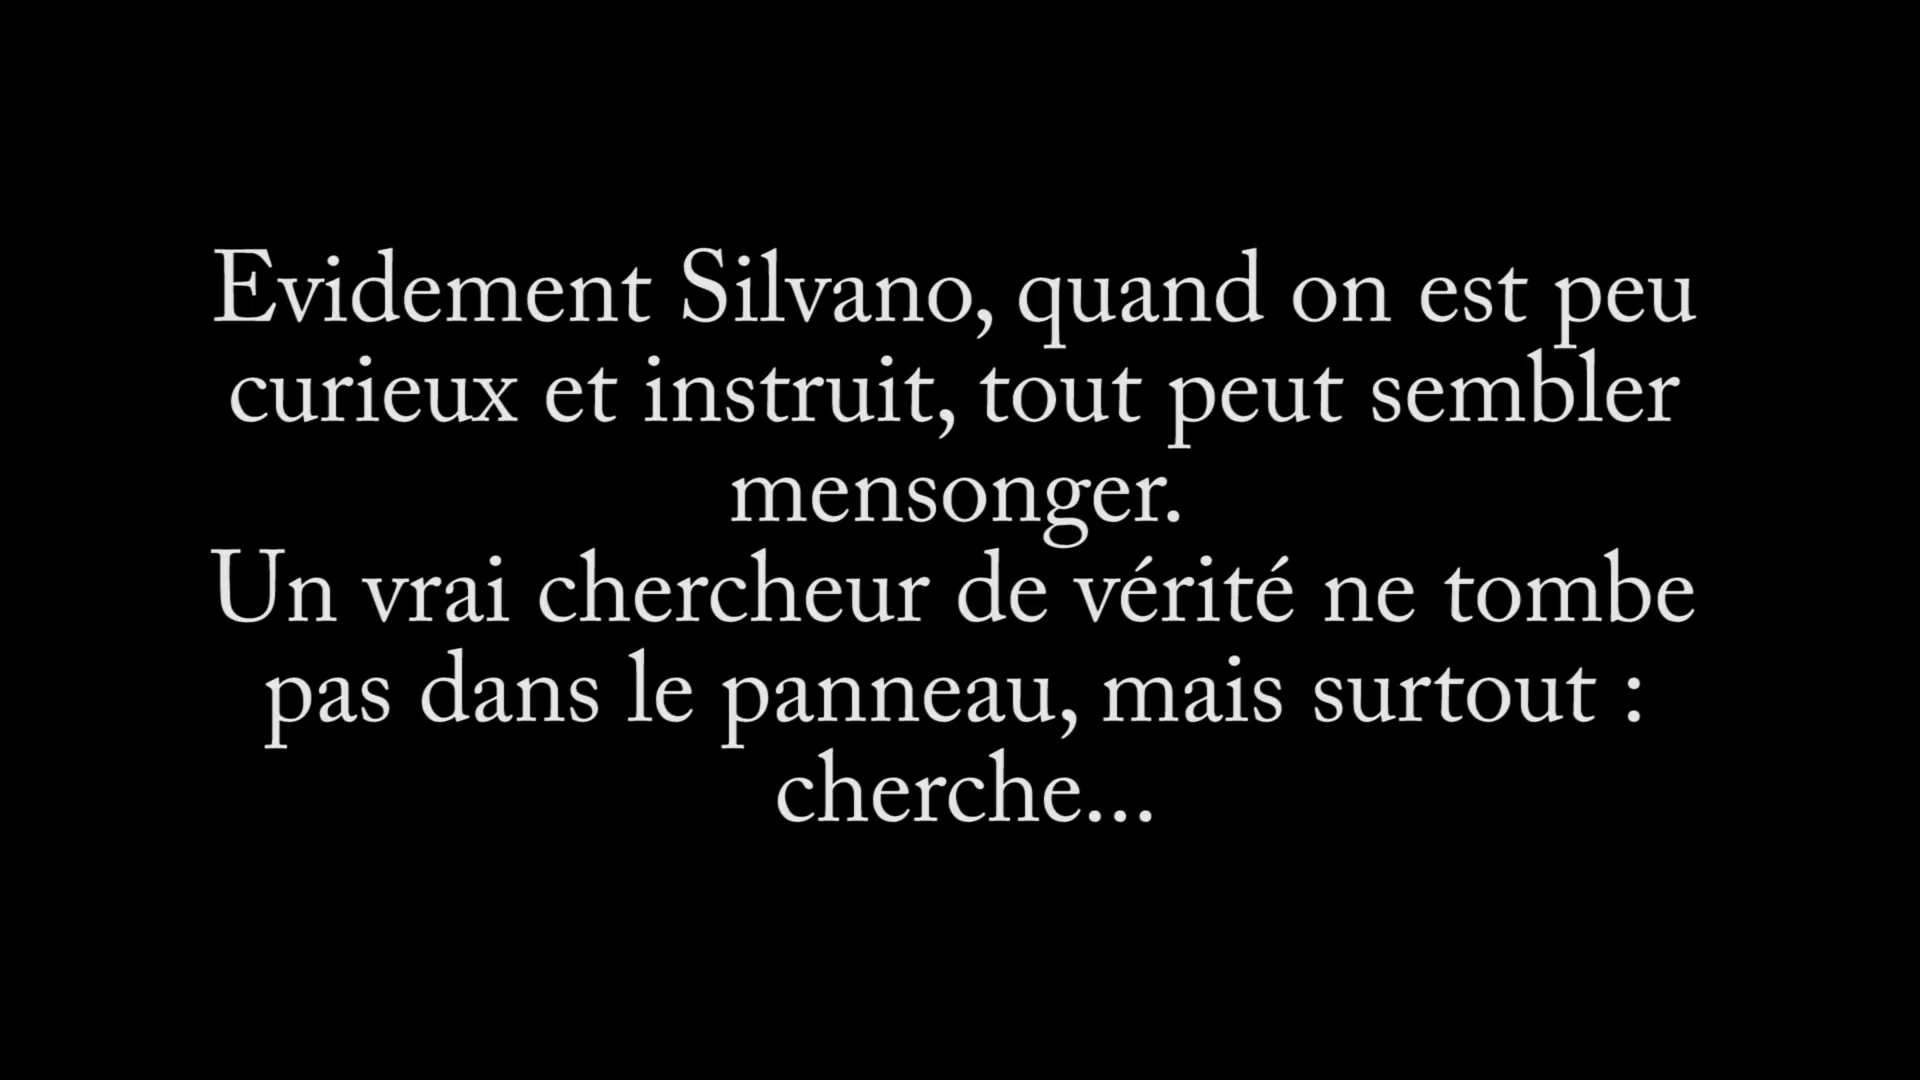 Evidement Silvano, quand on est peu
curieux et instruit, tout peut sembler
mensonger.
Un vrai chercheur de vérité ne tombe
pas dans le panneau, mais surtout :
cherche...